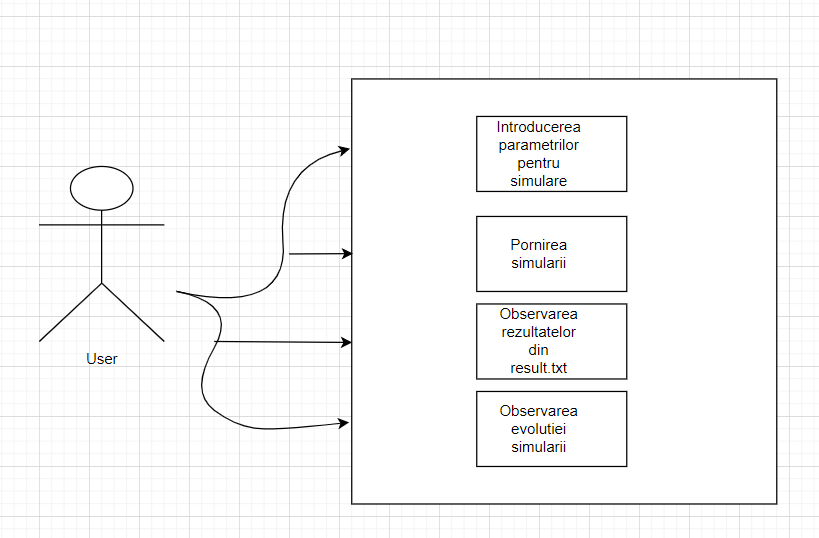 Introducerea
parametrilor
pentru
simulare
Pornirea
simularii
Observarea
rezultatelor
din
result.txt
Observarea
evolutiei
simularii
User